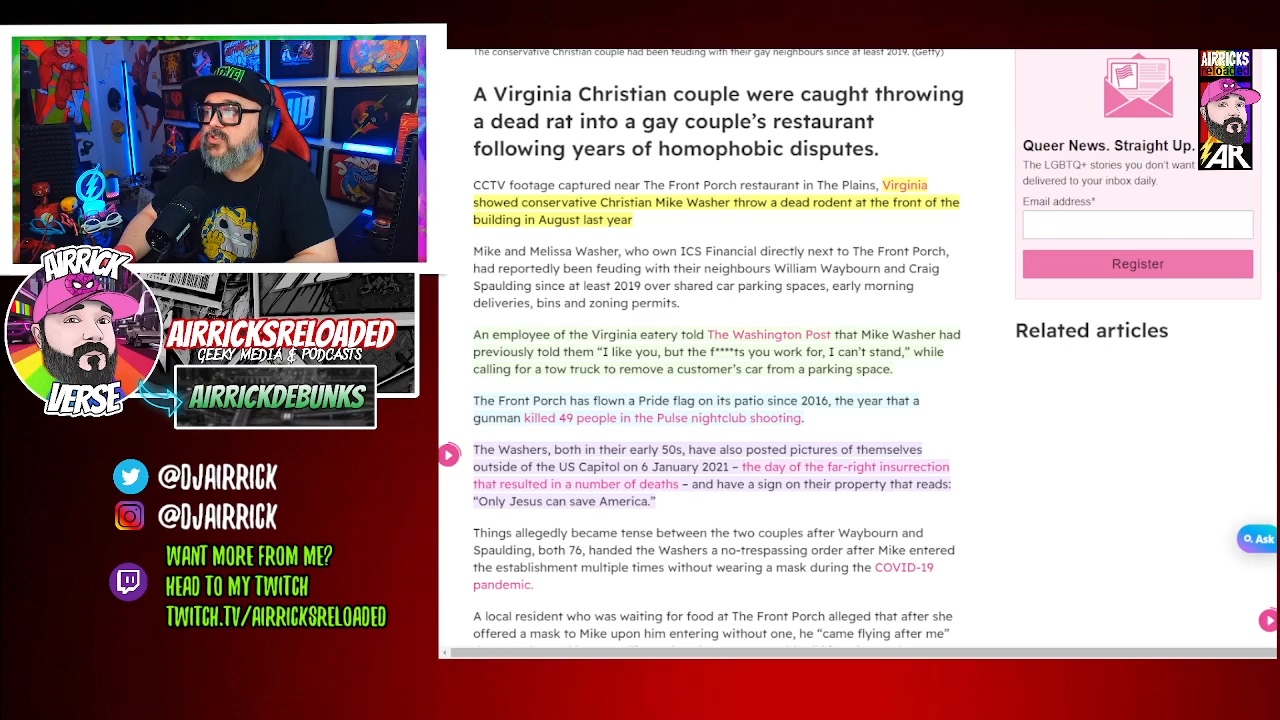 The conservative Christian couple had been feuding with their gay neighbours since at least 2019. (Getty)
A Virginia Christian couple were caught throwing
a dead rat into a gay couple's restaurant
following years of homophobic disputes.
CCTV footage captured near The Front Porch restaurant in The Plains, Virginia
showed conservative Christian Mike Washer throw a dead rodent at the front of the
building in August last year
Mike and Melissa Washer, who own ICS Financial directly next to The Front Porch,
had reportedly been feuding with their neighbours William Waybourn and Craig
Spaulding since at least 2019 over shared car parking spaces, early morning
deliveries, bins and zoning permits.
An employee of the Virginia eatery told The Washington Post that Mike Washer had
previously told them “I like you, but the f****ts you work for, I can't stand,” while
calling for a tow truck to remove a customer's car from a parking space.
The Front Porch has flown a Pride flag on its patio since 2016, the year that a
gunman killed 49 people in the Pulse nightclub shooting.
The Washers, both in their early 50s, have also posted pictures of themselves
outside of the US Capitol on 6 January 2021 – the day of the far-right insurrection
that resulted in a number of deaths – and have a sign on their property that reads:
“Only Jesus can save America.”
Things allegedly became tense between the two couples after Waybourn and
Spaulding, both 76, handed the Washers a no-trespassing order after Mike entered
the establishment multiple times without wearing a mask during the COVID-19
pandemic.
A local resident who was waiting for food at The Front Porch alleged that after she
offered a mask to Mike upon him entering without one, he “came flying after me”
Queer News. Straight Up.
The LGBTQ+ stories you don't want
delivered to your inbox daily.
Email address*
Register
Related articles
Ask
AIRRICKS
reloaded
AR
AIRRICK
VERSE
AIRRICKSRELOADED
GEEKY MEDIA & PODCASTS
AIRRICKDEBUNKS
@DJAIRRICK
@DJAIRRICK
WANT MORE FROM ME?
HEAD TO MY TWITCH
TWITCH.TV/AIRRICKSRELOADED